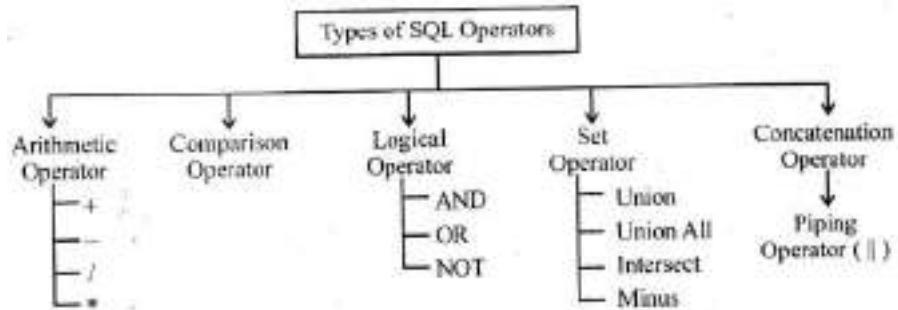 Types of SQL Operators
Arithmetic
Operator
+
−
/
*
Comparison
Operator
Logical
Operator
AND
OR
NOT
Set
Operator
Union
Union All
Intersect
Minus
Concatenation
Operator
Piping
Operator ( || )